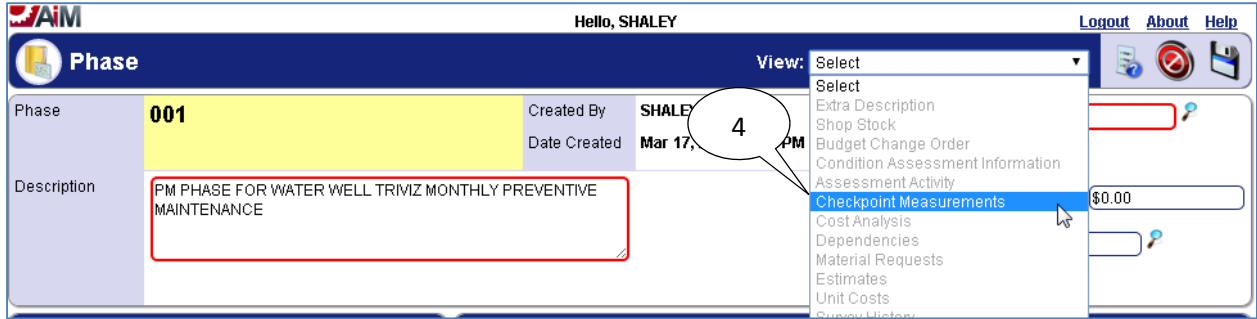 AiM
Hello, SHALEY
Logout About Help
Phase
View: Select
Select
Extra Description
Shop Stock
Budget Change Order
Condition Assessment Information
Assessment Activity
Checkpoint Measurements
Cost Analysis
Dependencies
Material Requests
Estimates
Unit Costs
Survey History
Phase
001
Created By
Date Created Mar 17, PM
4
$0.00
Description
PM PHASE FOR WATER WELL TRIVIZ MONTHLY PREVENTIVE
MAINTENANCE